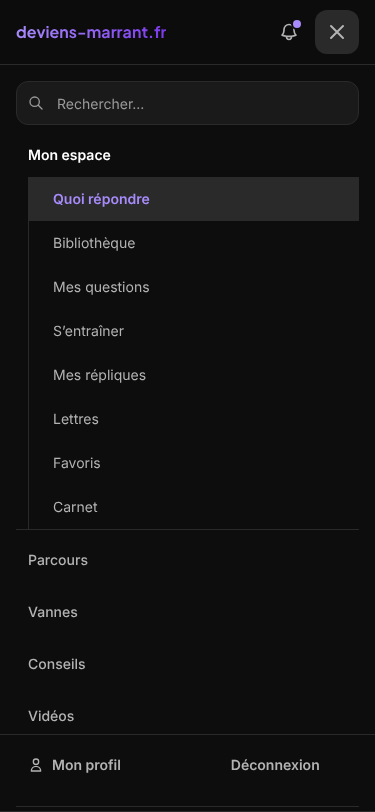 deviens-marrant.fr
Rechercher...
Mon espace
Quoi répondre
Bibliothèque
Mes questions
S’entraîner
Mes répliques
Lettres
Favoris
Carnet
Parcours
Vannes
Conseils
Vidéos
Mon profil
Déconnexion